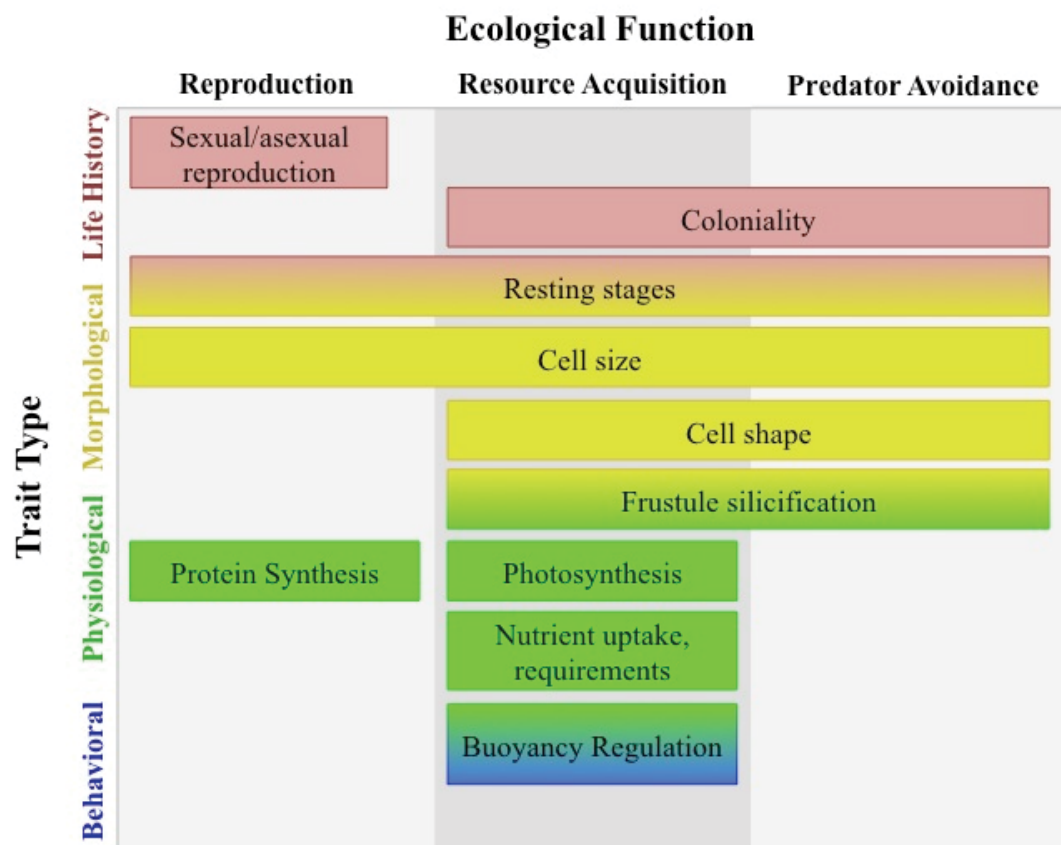 Ecological Function
Reproduction
Resource Acquisition
Predator Avoidance
Trait Type
Life History
Morphological
Physiological
Behavioral
Sexual/asexual
reproduction
Coloniality
Resting stages
Cell size
Cell shape
Frustule silicification
Protein Synthesis
Photosynthesis
Nutrient uptake,
requirements
Buoyancy Regulation